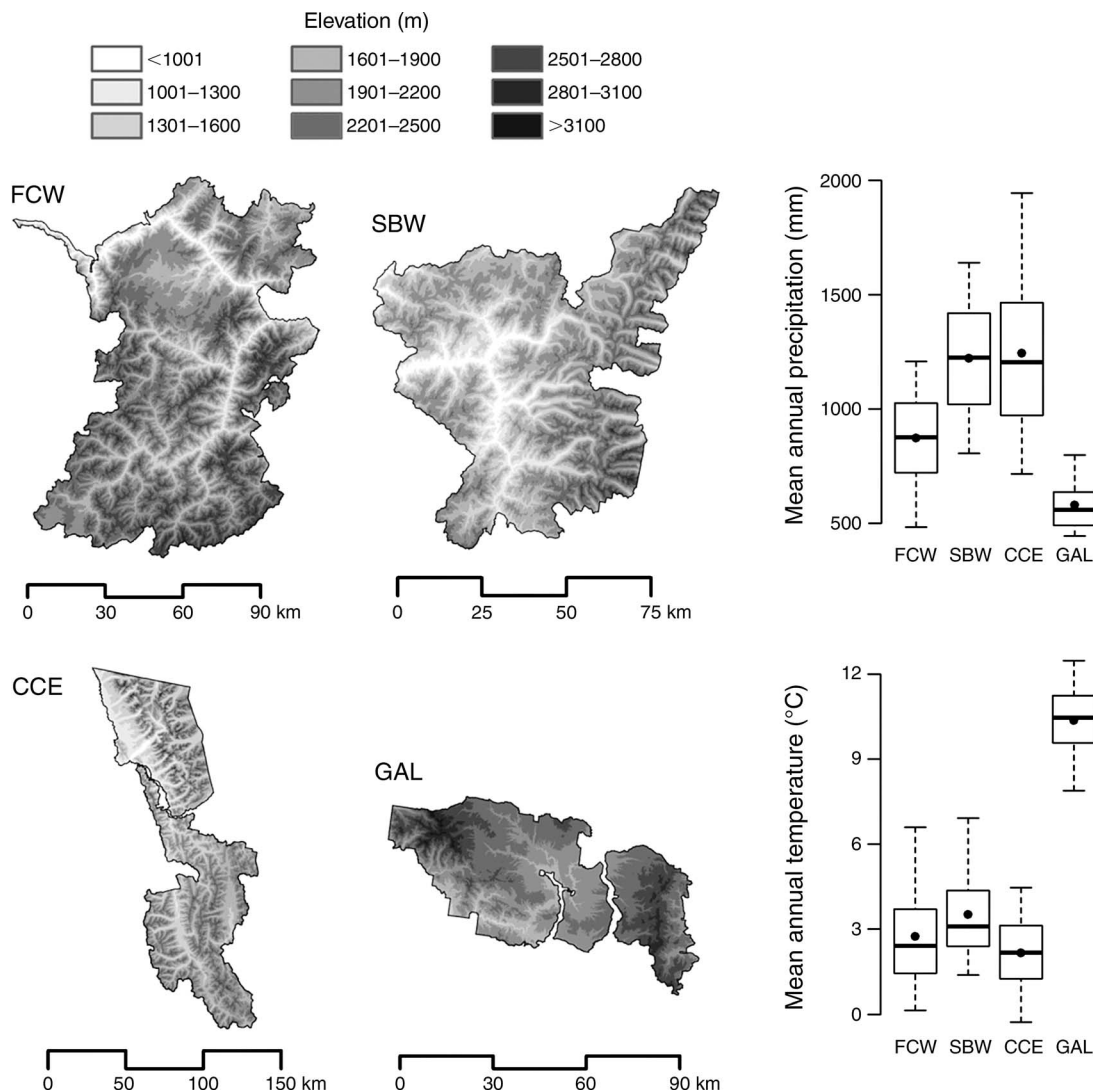 Elevation (m)
<1001
1001–1300
1301–1600
1601–1900
1901–2200
2201–2500
2501–2800
2801–3100
>3100
FCW
0 30 60 90 km
SBW
0 25 50 75 km
Mean annual precipitation (mm)
2000
1500
1000
500
FCW SBW CCE GAL
CCE
0 50 100 150 km
GAL
0 30 60 90 km
Mean annual temperature (°C)
12
9
6
3
0
FCW SBW CCE GAL